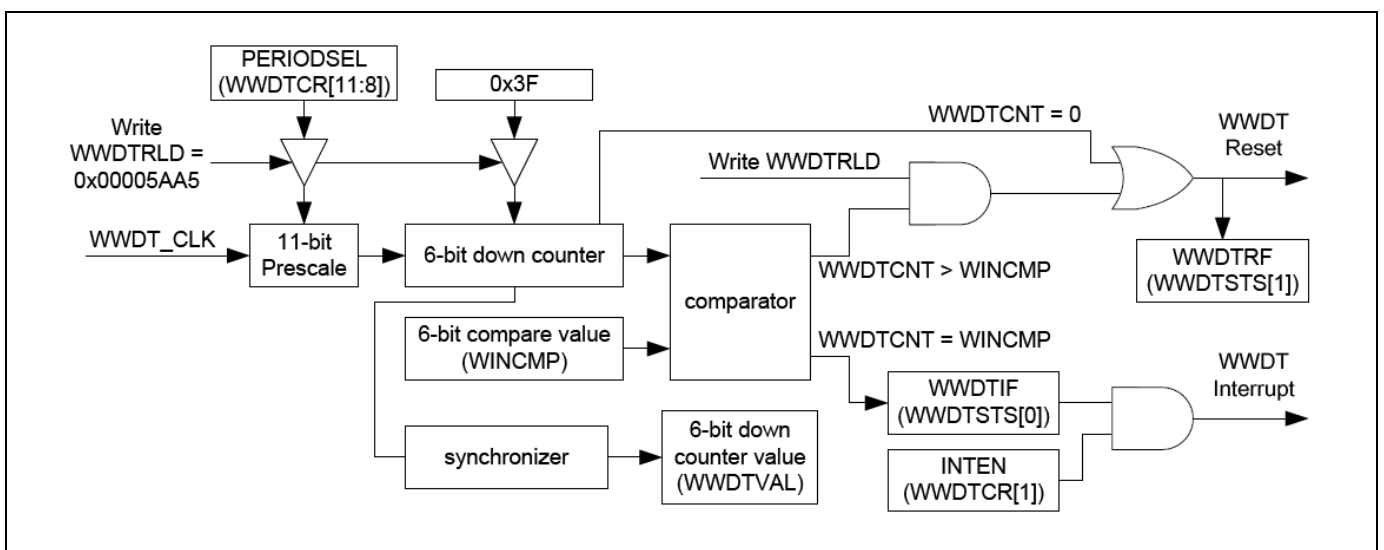 PERIODSEL
(WWDTCR[11:8])
0x3F
Write
WWDTRLD =
0x00005AA5
WWDTCNT = 0
WWDT
Reset
Write WWDTRLD
WWDT_CLK
11-bit
Prescale
6-bit down counter
comparator
WWDTCNT > WINCMP
WWDTRF
(WWDTSTS[1])
6-bit compare value
(WINCMP)
WWDTCNT = WINCMP
WWDTIF
(WWDTSTS[0])
WWDT
Interrupt
synchronizer
6-bit down
counter value
(WWDTVAL)
INTEN
(WWDTCR[1])